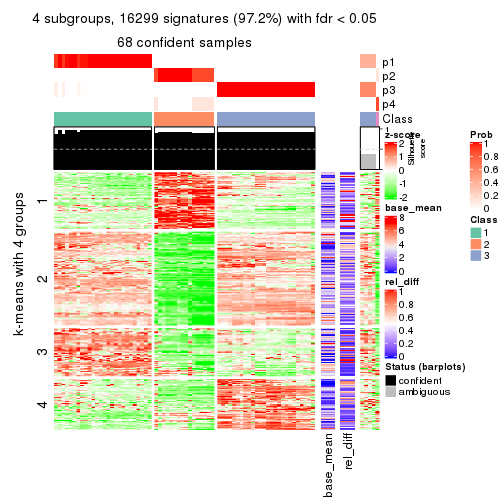 4 subgroups, 16299 signatures (97.2%) with fdr < 0.05
68 confident samples
p1
p2
p3
p4
Class
1
Silhouette score
k-means with 4 groups
1
2
3
4
base_mean
rel_diff
z-score
2
1
0
-1
-2
base_mean
8
6
4
2
0
rel_diff
1
0.8
0.6
0.4
0.2
0
Status (barplots)
confident
ambiguous
Prob
1
0.8
0.6
0.4
0.2
0
Class
1
2
3